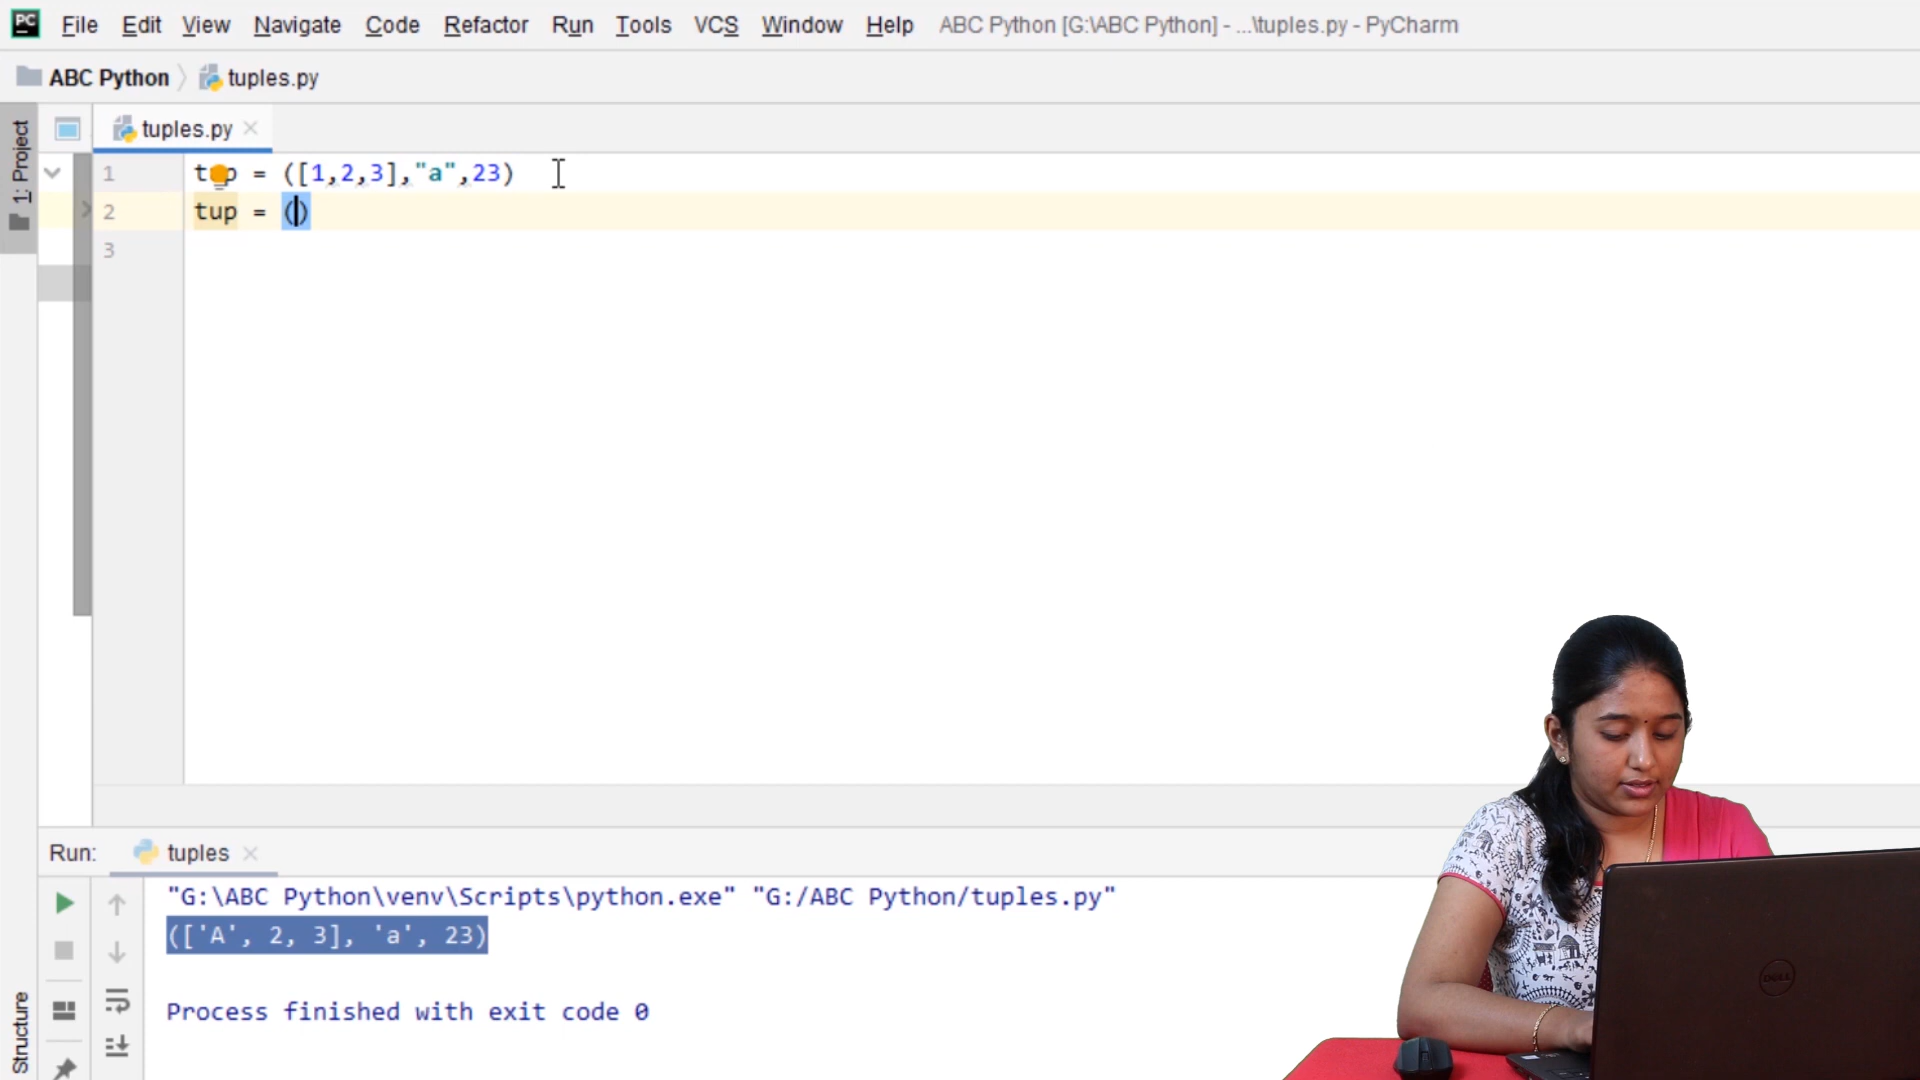 PC File Edit View Navigate Code Refactor Run Tools VCS Window Help ABC Python [G:\ABC Python] - ...\tuples.py - PyCharm
ABC Python tuples.py
1: Project
tuples.py
1 tup = ([1,2,3],"a",23)
2 tup = ()
3
Run: tuples
"G:\ABC Python\venv\Scripts\python.exe" "G:/ABC Python/tuples.py"
(['A', 2, 3], 'a', 23)
Process finished with exit code 0
Structure
DELL